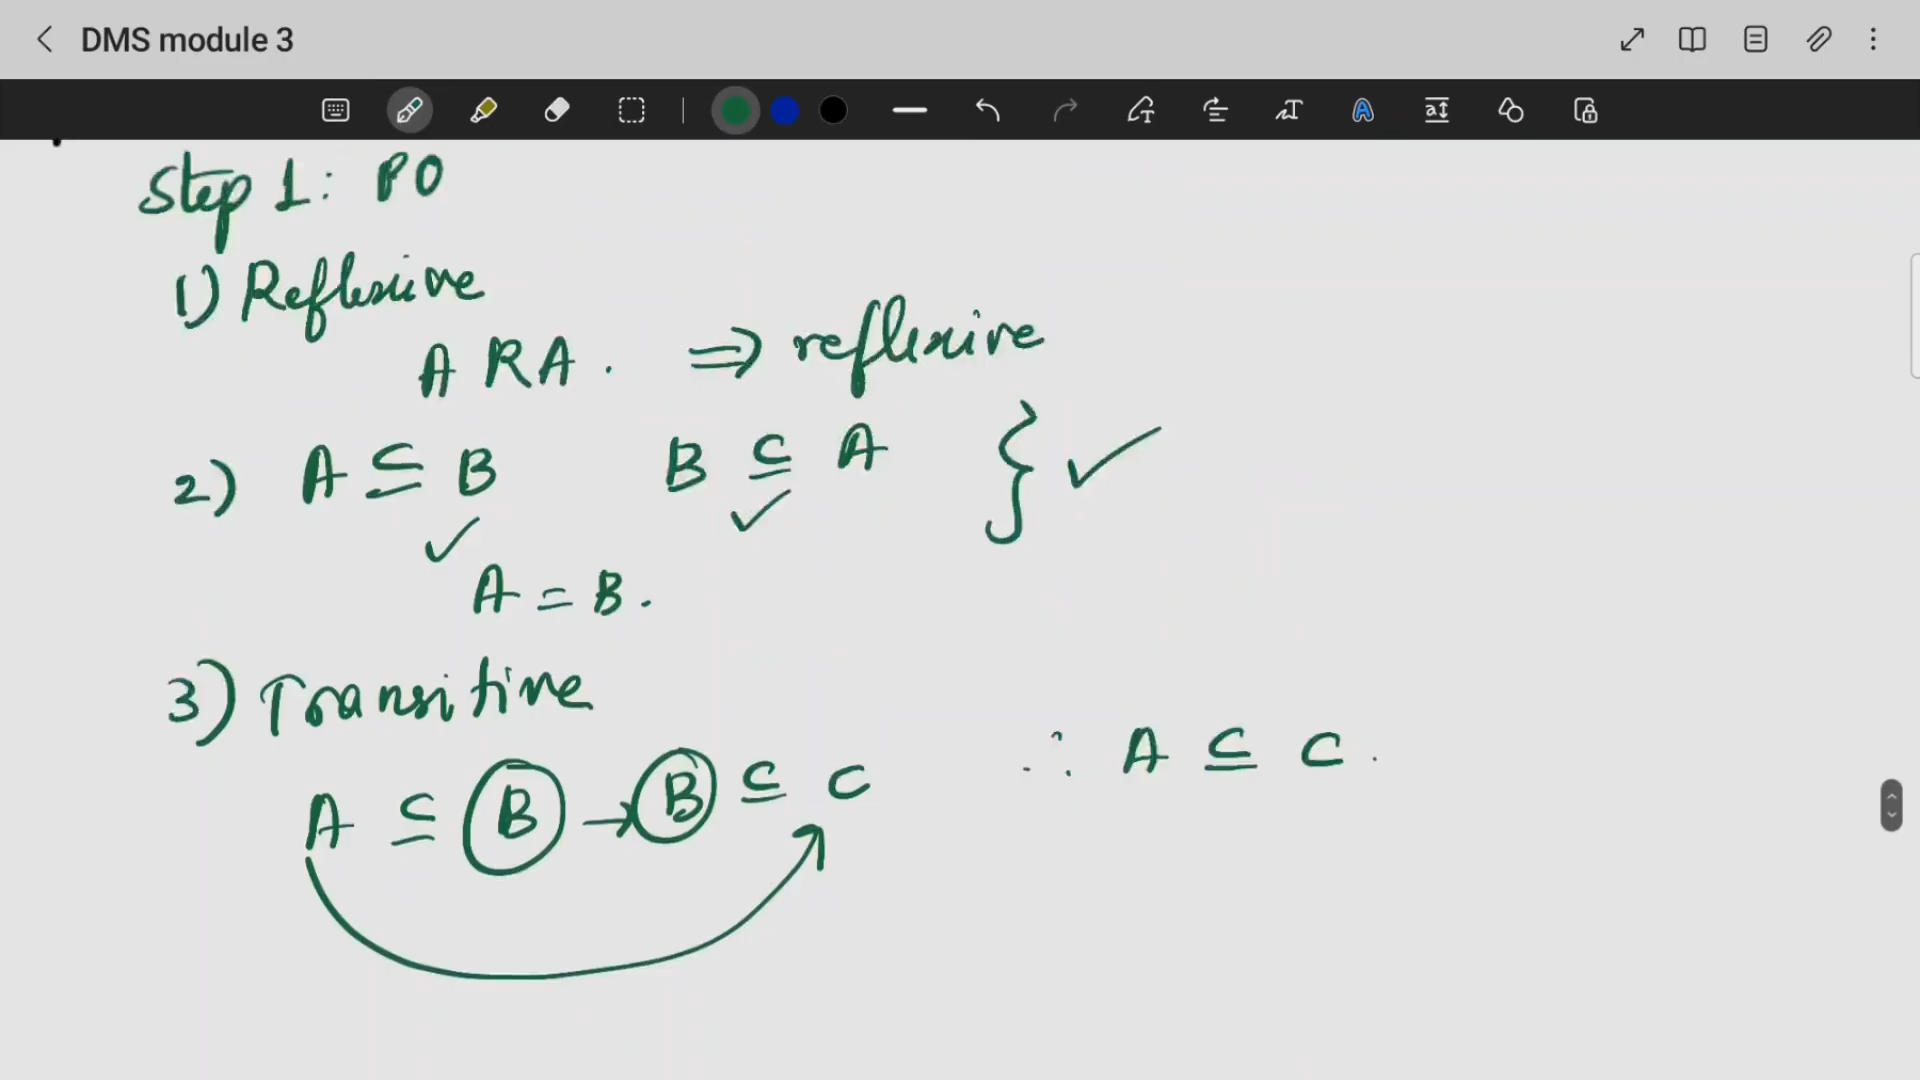 DMS module 3
Step 1: PO
1) Reflexive
A R A. ⇒ reflexive
2) A ⊆ B B ⊆ A } ✓
✓ ✓
A = B.
3) Transitive
A ⊆ B → B ⊆ C ∴ A ⊆ C.